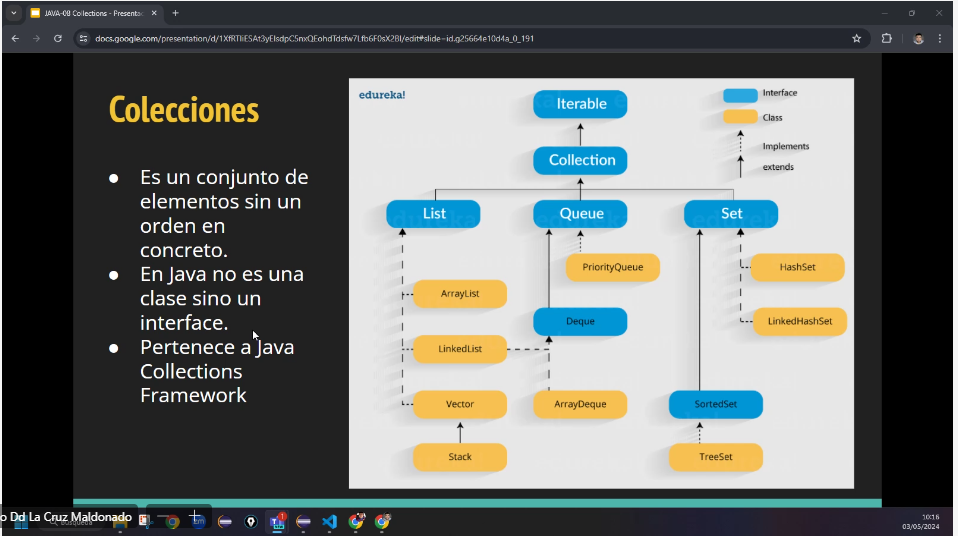 JAVA-08 Collections - Presentac
docs.google.com/presentation/d/1XfRTliE5At3yElsdpC5nxQEohdTdsfw7Lfb6F0sX28I/edit#slide=id.g25664e10d4a_0_191
Colecciones
● Es un conjunto de
elementos sin un
orden en
concreto.
● En Java no es una
clase sino un
interface.
● Pertenece a Java
Collections
Framework
edureka!
Interface
Class
Implements
extends
Iterable
Collection
List
Queue
Set
PriorityQueue
HashSet
ArrayList
Deque
LinkedHashSet
LinkedList
Vector
ArrayDeque
SortedSet
Stack
TreeSet
o Dd La Cruz Maldonado
Búsqueda
10:16
03/05/2024